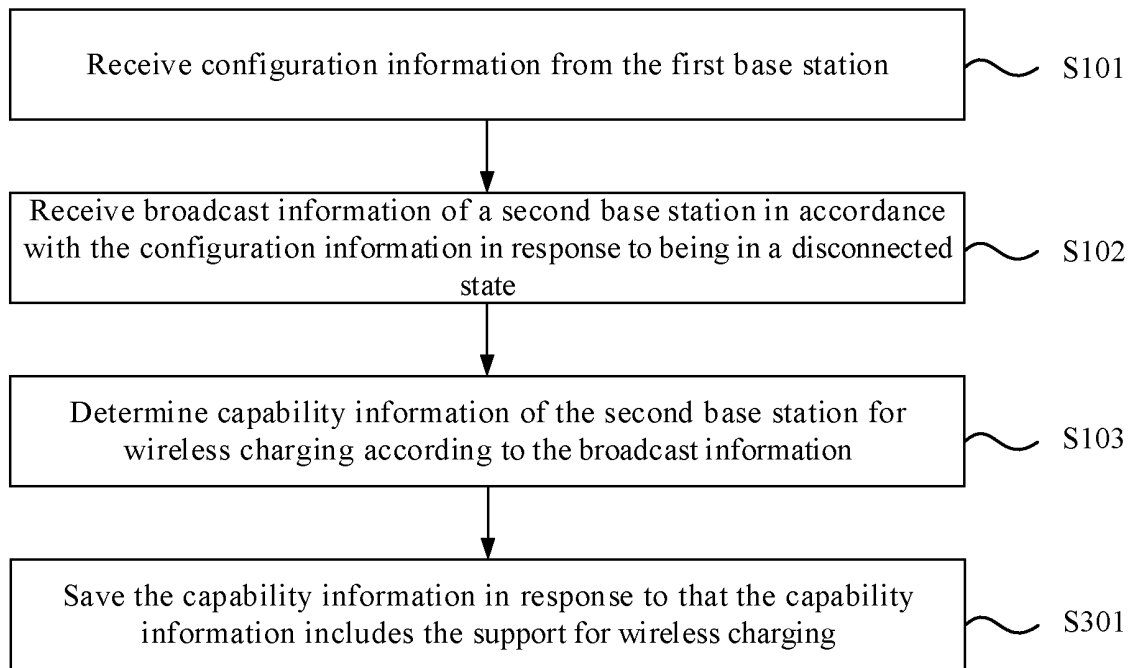 Receive configuration information from the first base station
S101
Receive broadcast information of a second base station in accordance
with the configuration information in response to being in a disconnected
state
S102
Determine capability information of the second base station for
wireless charging according to the broadcast information
S103
Save the capability information in response to that the capability
information includes the support for wireless charging
S301